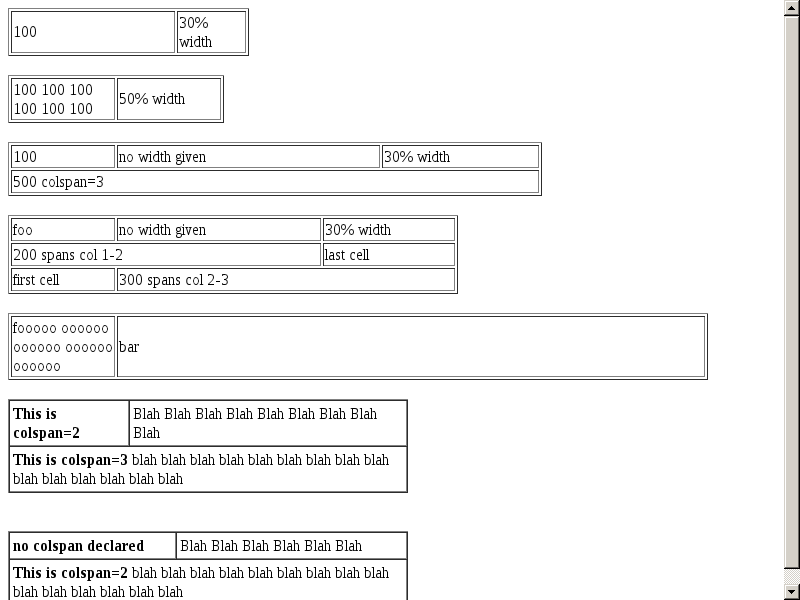 100
30%
width
100 100 100
100 100 100
50% width
100
no width given
30% width
500 colspan=3
foo
no width given
30% width
200 spans col 1-2
last cell
first cell
300 spans col 2-3
fooooo oooooo
oooooo oooooo
oooooo
bar
This is
colspan=2
Blah Blah Blah Blah Blah Blah Blah Blah
Blah
This is colspan=3 blah blah blah blah blah blah blah blah blah
blah blah blah blah blah blah
no colspan declared
Blah Blah Blah Blah Blah Blah
This is colspan=2 blah blah blah blah blah blah blah blah blah
blah blah blah blah blah blah